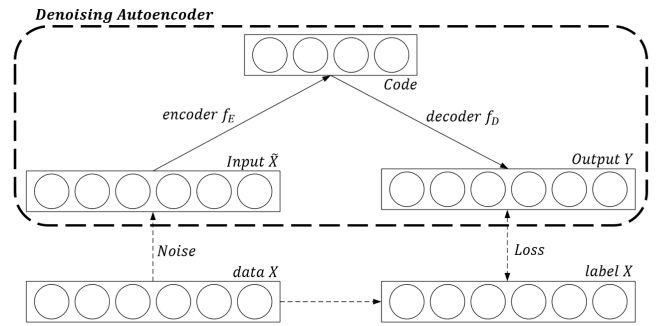 Denoising Autoencoder
Code
encoder f_E
decoder f_D
Input X̃
Output Y
Noise
Loss
data X
label X